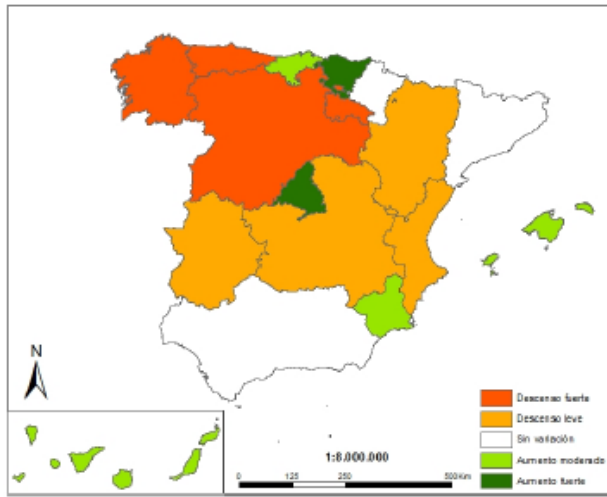 N
Descenso fuerte
Descenso leve
Sin variación
Aumento moderado
Aumento fuerte
1:8.000.000
0 125 250 500 Km